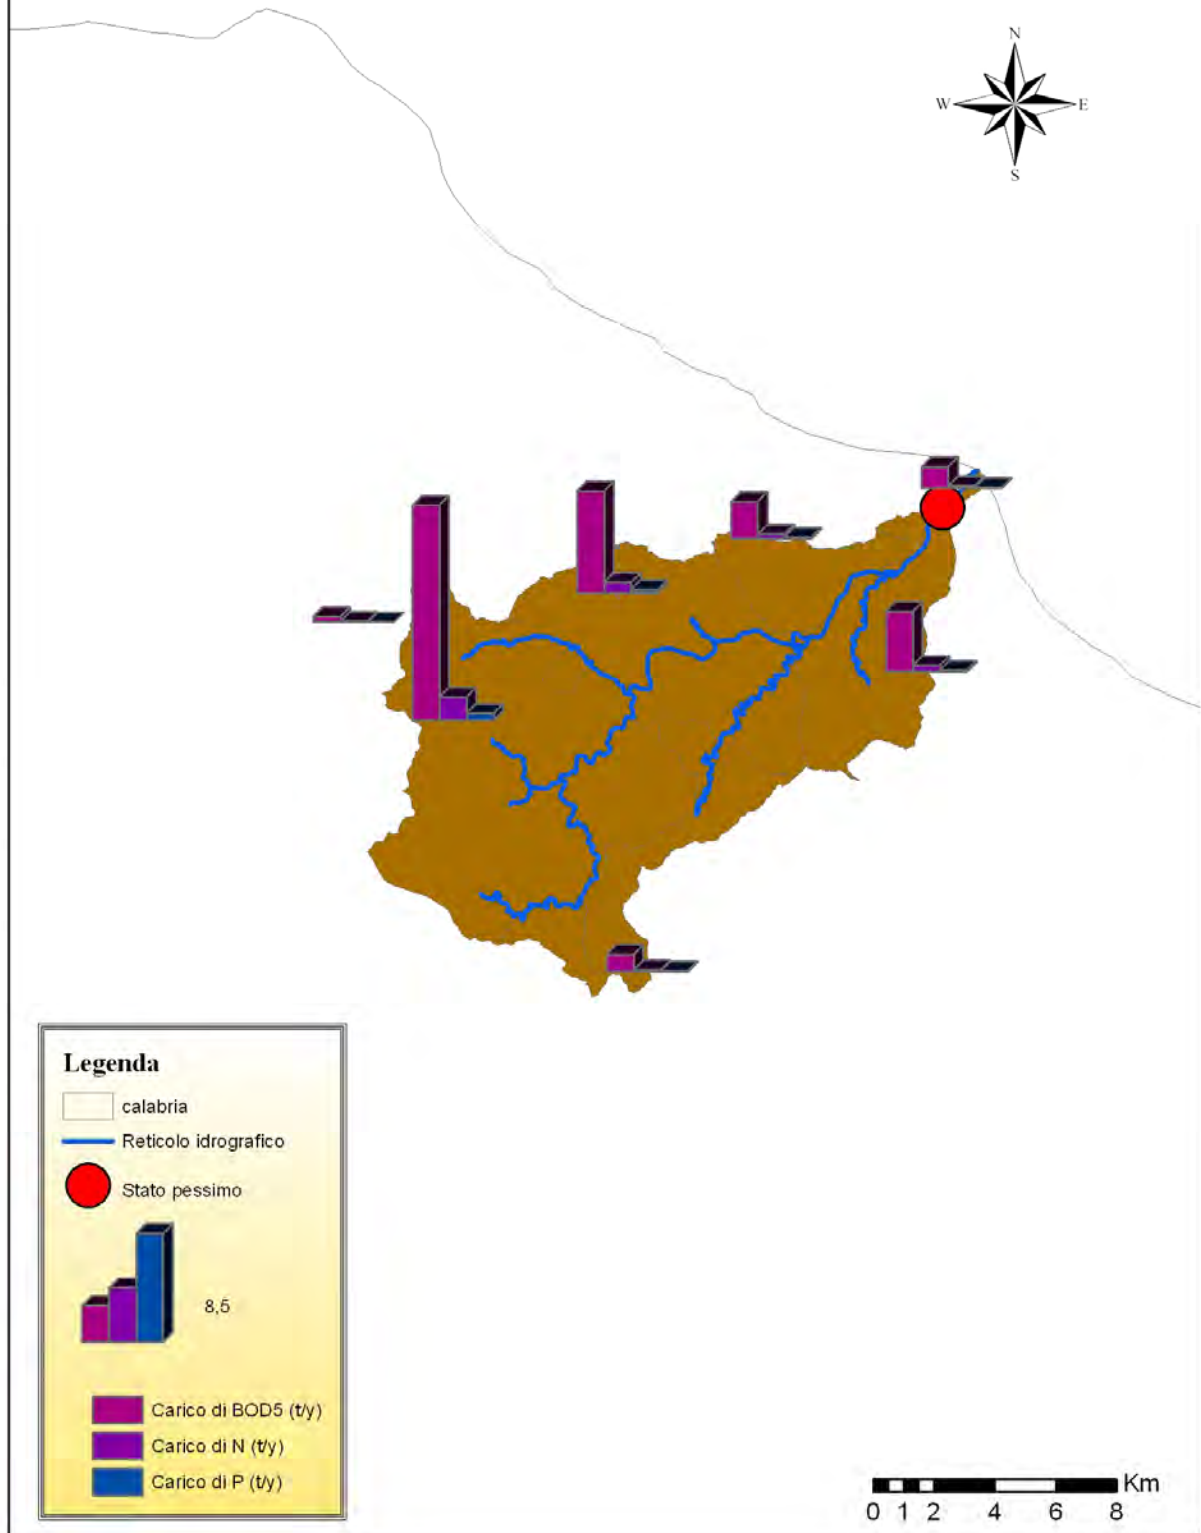 N
W E
S
Legenda
calabria
Reticolo idrografico
Stato pessimo
8,5
Carico di BOD5 (t/y)
Carico di N (t/y)
Carico di P (t/y)
Km
0 1 2 4 6 8